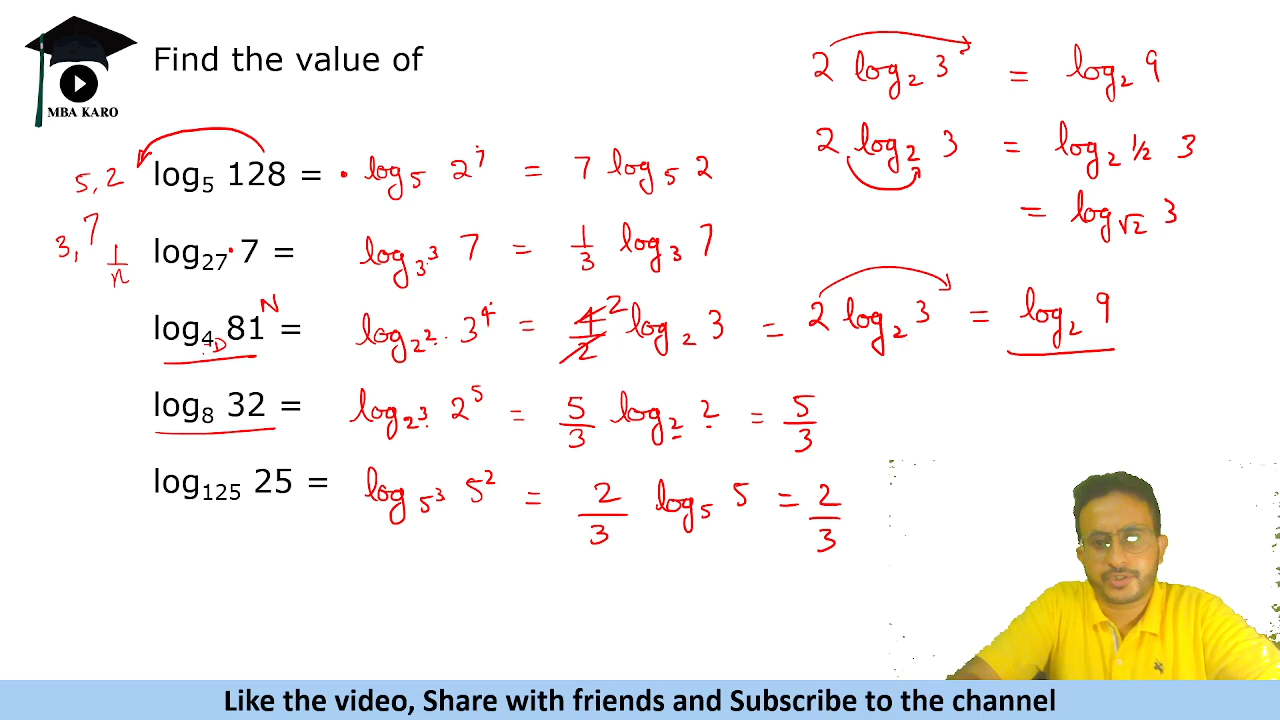 MBA KARO
Find the value of
2 log₂ 3 = log₂ 9
2 log₂ 3 = log₂½ 3
= log√2 3
5, 2
log₅ 128 = log₅ 2⁷ = 7 log₅ 2
3, 7
1/n
log₂₇ 7 = log₃³ 7 = 1/3 log₃ 7
N
D
log₄ 81 = log₂² 3⁴ = 4/2 2 log₂ 3 = 2 log₂ 3 = log₂ 9
log₈ 32 = log₂³ 2⁵ = 5/3 log₂ 2 = 5/3
log₁₂₅ 25 = log₅³ 5² = 2/3 log₅ 5 = 2/3
Like the video, Share with friends and Subscribe to the channel